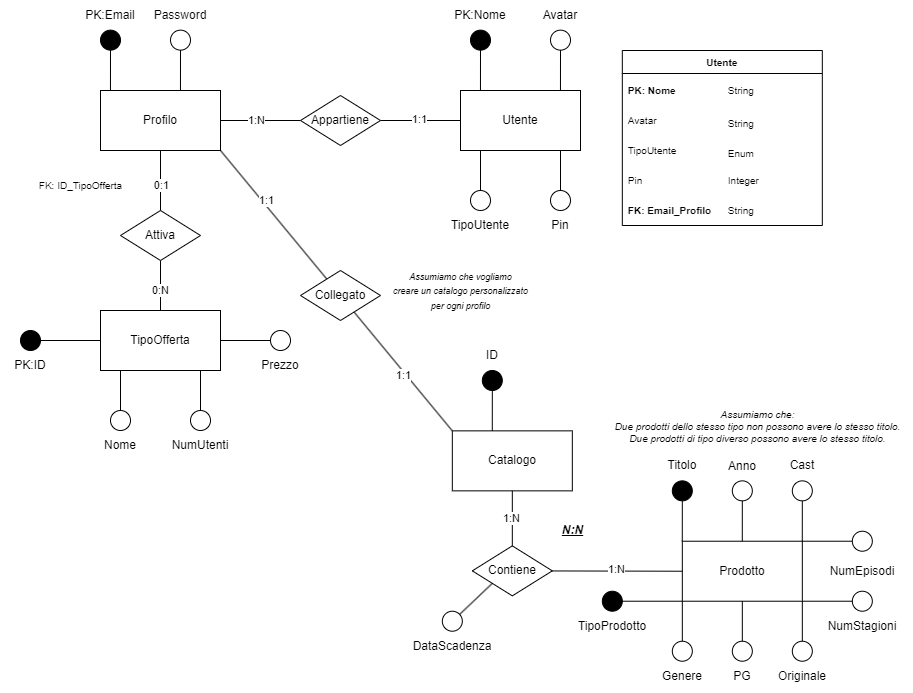 PK:Email
Password
PK:Nome
Avatar
Profilo
1:N
Appartiene
1:1
Utente
Utente
PK: Nome
String
Avatar
String
TipoUtente
Enum
Pin
Integer
FK: Email_Profilo
String
FK: ID_TipoOfferta
0:1
1:1
TipoUtente
Pin
Attiva
0:N
Collegato
Assumiamo che vogliamo
creare un catalogo personalizzato
per ogni profilo
TipoOfferta
PK:ID
Prezzo
ID
1:1
Nome
NumUtenti
Catalogo
Assumiamo che:
Due prodotti dello stesso tipo non possono avere lo stesso titolo.
Due prodotti di tipo diverso possono avere lo stesso titolo.
Titolo
Anno
Cast
1:N
N:N
Contiene
1:N
Prodotto
NumEpisodi
TipoProdotto
NumStagioni
DataScadenza
Genere
PG
Originale